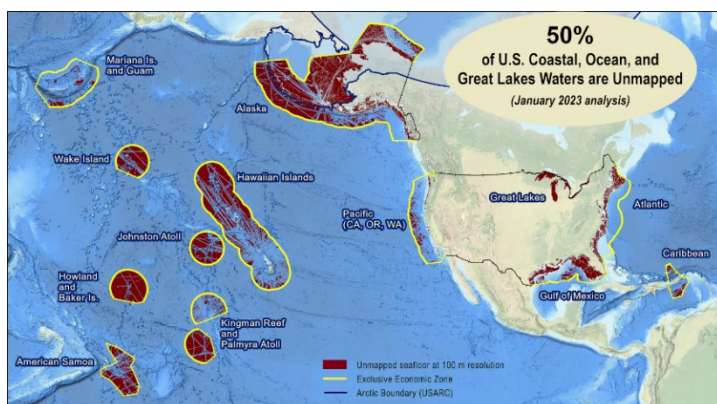 50%
of U.S. Coastal, Ocean, and
Great Lakes Waters are Unmapped
(January 2023 analysis)
Mariana Is.
and Guam
Alaska
Wake Island
Hawaiian Islands
Great Lakes
Pacific
(CA, OR, WA)
Atlantic
Johnston Atoll
Caribbean
Howland
and
Baker Is.
Gulf of Mexico
Kingman Reef
and
Palmyra Atoll
American Samoa
Unmapped seafloor at 100 m resolution
Exclusive Economic Zone
Arctic Boundary (USARC)